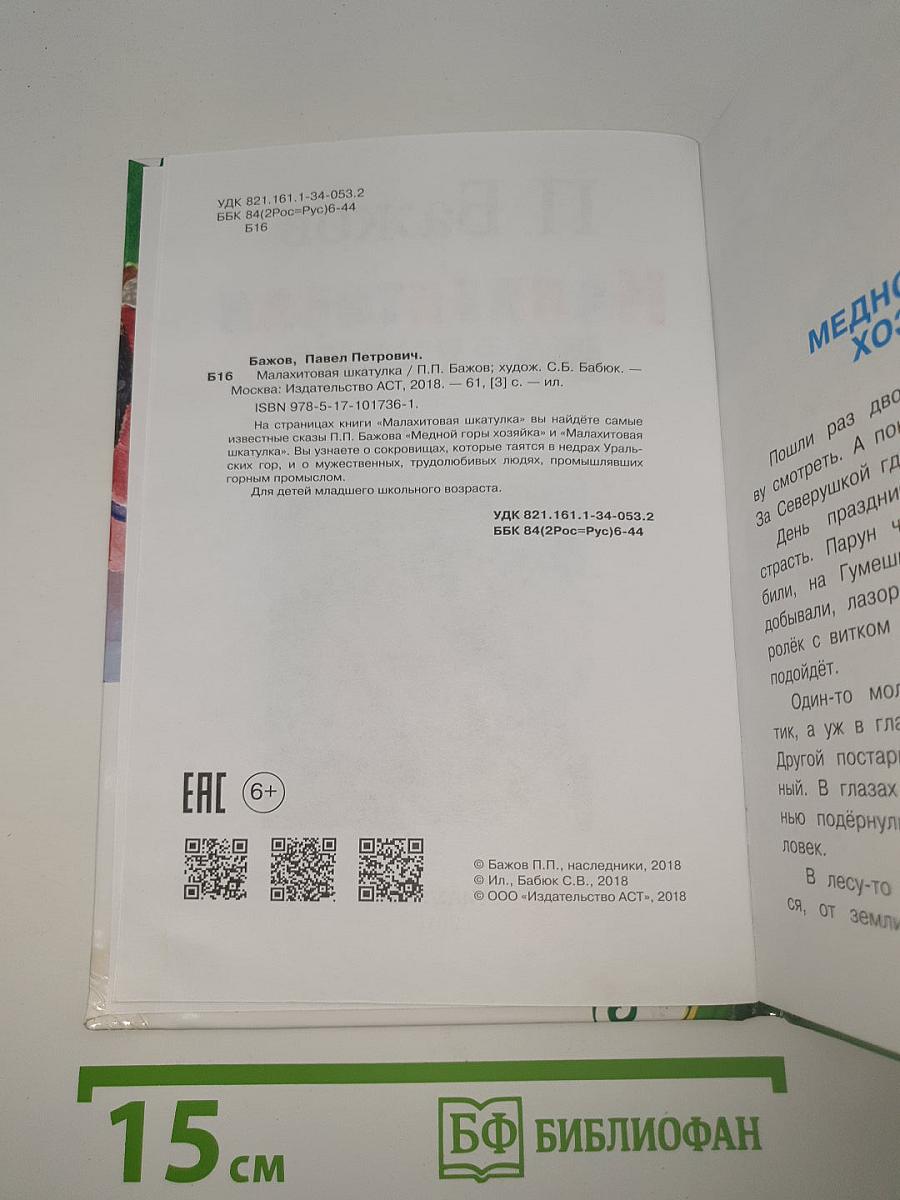 УДК 821.161.1-34-053.2
ББК 84(2Рос=Рус)6-44
Б16
Бажов, Павел Петрович.
Б16 Малахитовая шкатулка / П.П. Бажов; худож. С.Б. Бабюк. —
Москва: Издательство АСТ, 2018. — 61, [3] с. — ил.
ISBN 978-5-17-101736-1.
На страницах книги «Малахитовая шкатулка» вы найдёте самые
известные сказы П.П. Бажова «Медной горы хозяйка» и «Малахитовая
шкатулка». Вы узнаете о сокровищах, которые таятся в недрах Ураль-
ских гор, и о мужественных, трудолюбивых людях, промышлявших
горным промыслом.
Для детей младшего школьного возраста.
УДК 821.161.1-34-053.2
ББК 84(2Рос=Рус)6-44
ЕАС 6+
© Бажов П.П., наследники, 2018
© Ил., Бабюк С.В., 2018
© ООО «Издательство АСТ», 2018
МЕДНО
ХОЗ
Пошли раз дво
ву смотреть. А по
За Северушкой гд
День праздни
страсть. Парун ч
били, на Гумеш
добывали, лазор
ролёк с витком
подойдёт.
Один-то мол
тик, а уж в гла
Другой постар
ный. В глазах
нью подёрнул
ловек.
В лесу-то
ся, от земли
15 см
БФ БИБЛИОФАН